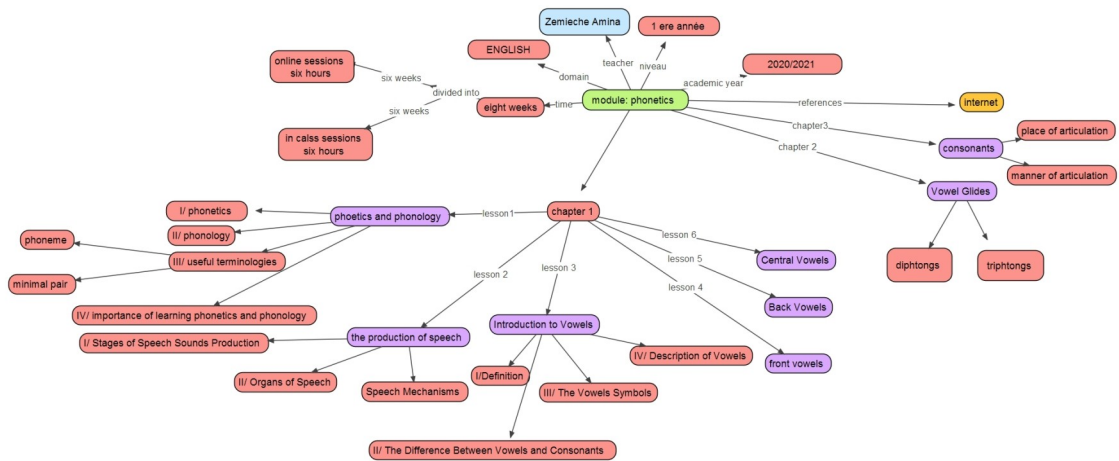 Zemieche Amina
1 ere année
ENGLISH
2020/2021
online sessions
six hours
teacher
niveau
domain
academic year
six weeks
divided into
eight weeks
time
module: phonetics
references
internet
six weeks
chapter3
place of articulation
in calss sessions
six hours
chapter 2
consonants
manner of articulation
Vowel Glides
I/ phonetics
phoetics and phonology
lesson1
chapter 1
II/ phonology
lesson 6
phoneme
III/ useful terminologies
Central Vowels
diphtongs
triphtongs
lesson 2
lesson 3
lesson 5
minimal pair
lesson 4
Back Vowels
IV/ importance of learning phonetics and phonology
Introduction to Vowels
I/ Stages of Speech Sounds Production
the production of speech
IV/ Description of Vowels
front vowels
II/ Organs of Speech
Speech Mechanisms
I/Definition
III/ The Vowels Symbols
II/ The Difference Between Vowels and Consonants